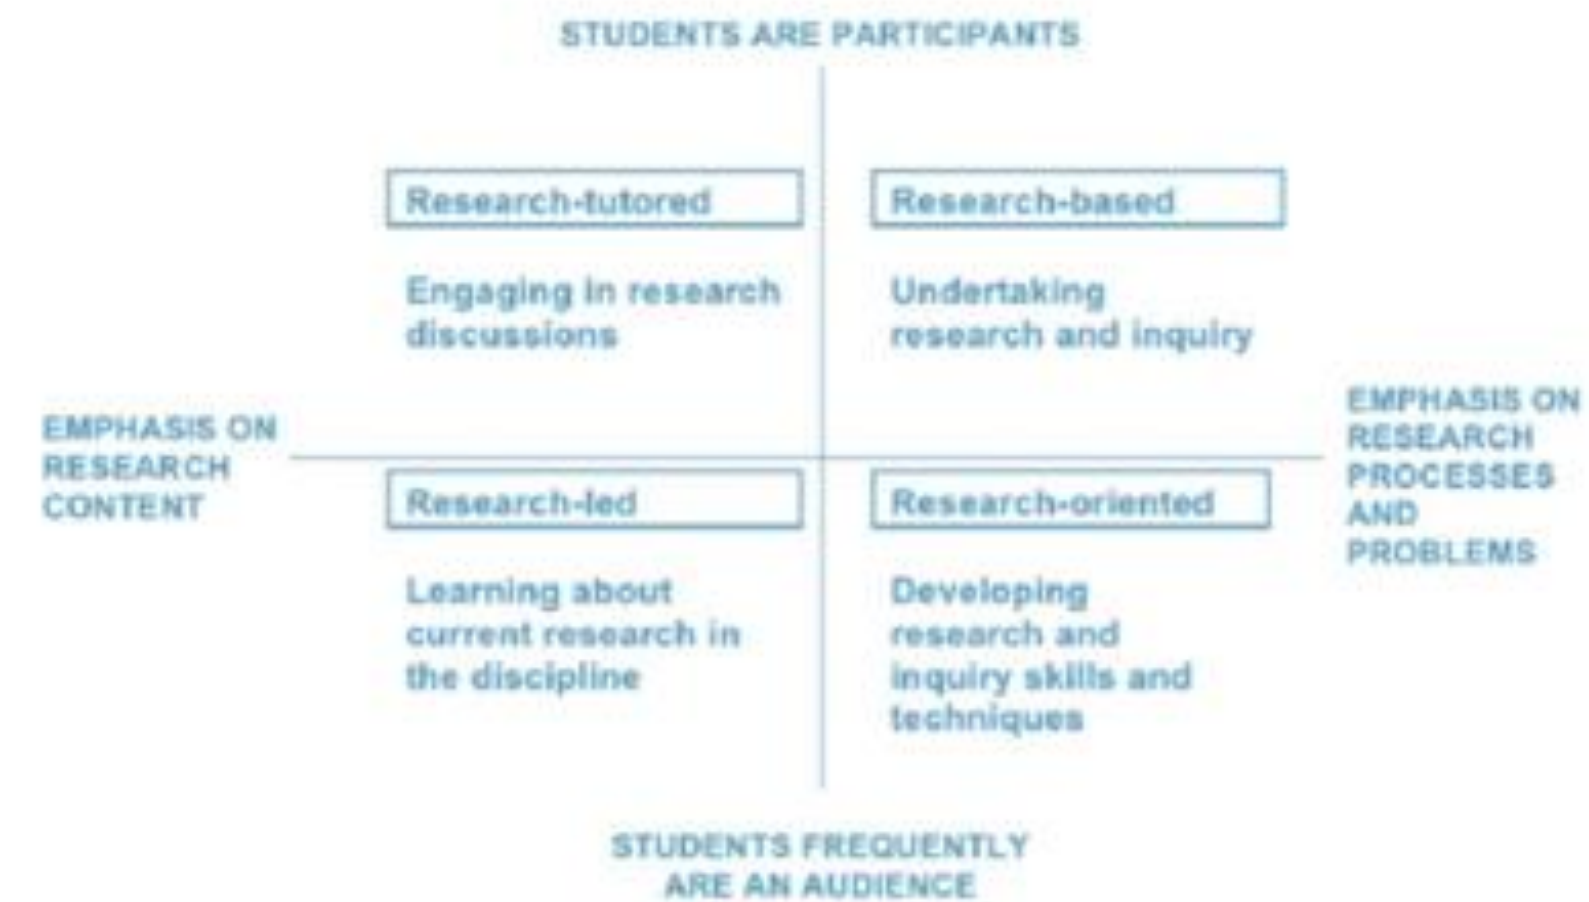 STUDENTS ARE PARTICIPANTS
Research-tutored
Engaging in research
discussions
Research-based
Undertaking
research and inquiry
EMPHASIS ON
RESEARCH
CONTENT
EMPHASIS ON
RESEARCH
PROCESSES
AND
PROBLEMS
Research-led
Learning about
current research in
the discipline
Research-oriented
Developing
research and
inquiry skills and
techniques
STUDENTS FREQUENTLY
ARE AN AUDIENCE